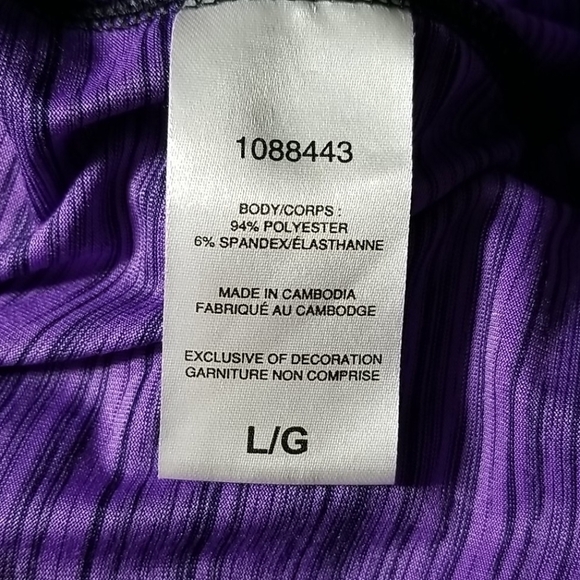 1088443
BODY/CORPS :
94% POLYESTER
6% SPANDEX/ÉLASTHANNE
MADE IN CAMBODIA
FABRIQUÉ AU CAMBODGE
EXCLUSIVE OF DECORATION
GARNITURE NON COMPRISE
L/G